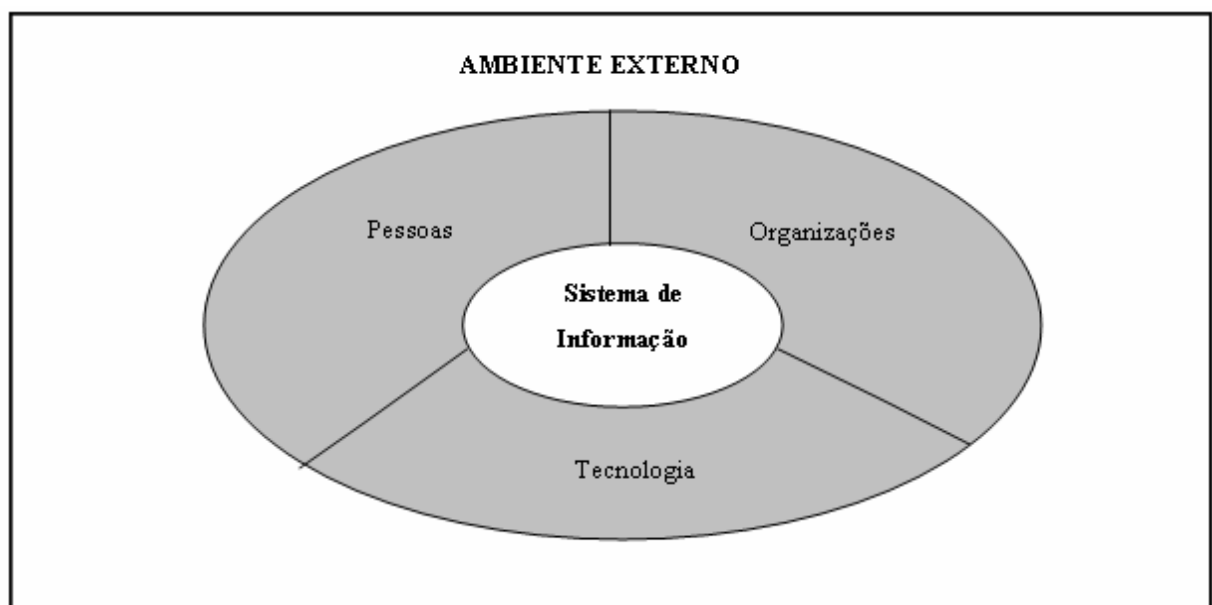 AMBIENTE EXTERNO
Pessoas
Organizações
Sistema de
Informação
Tecnologia